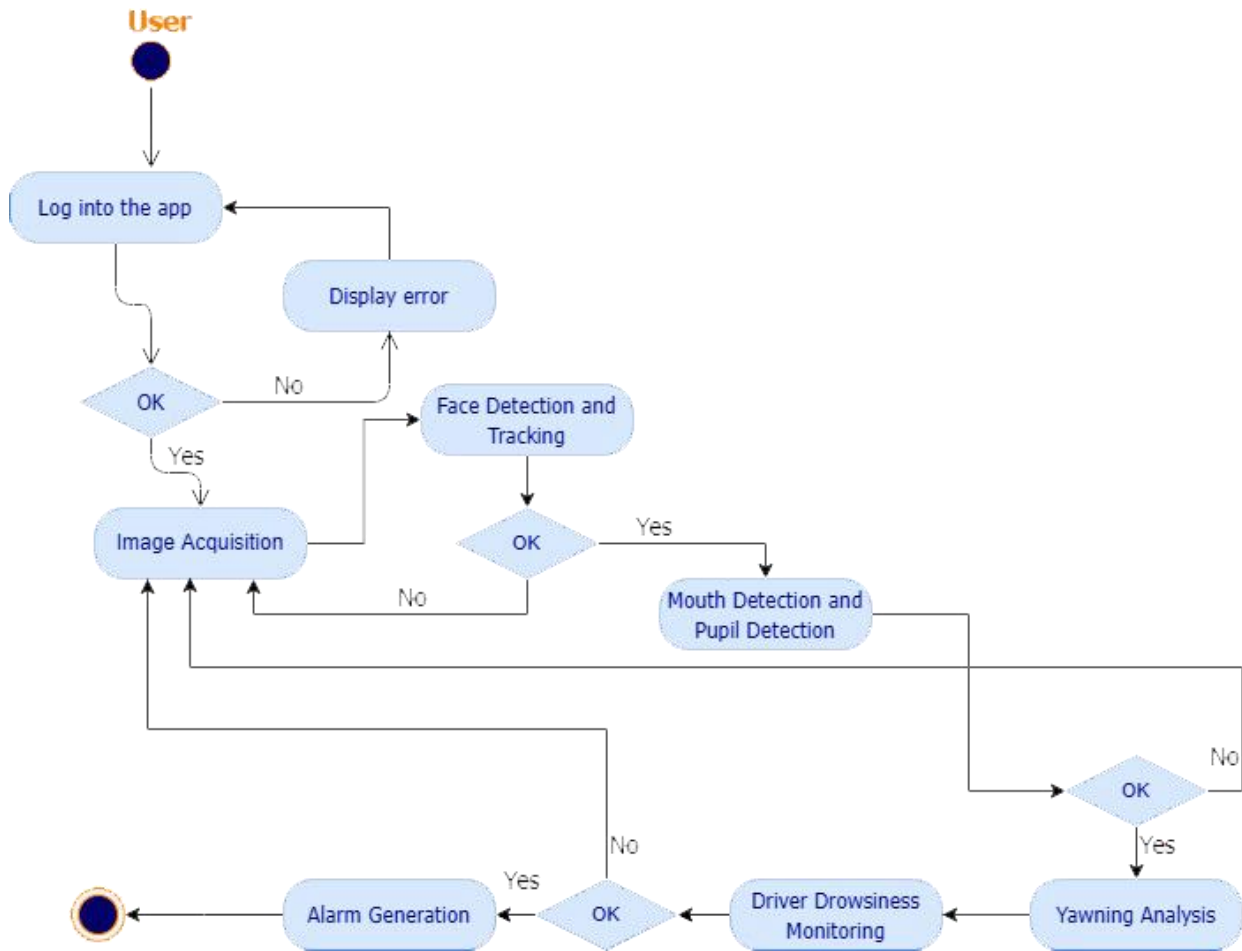 User
Log into the app
Display error
OK
No
Yes
Face Detection and
Tracking
Image Acquisition
OK
Yes
No
Mouth Detection and
Pupil Detection
OK
No
Yes
Yawning Analysis
Driver Drowsiness
Monitoring
OK
No
Yes
Alarm Generation